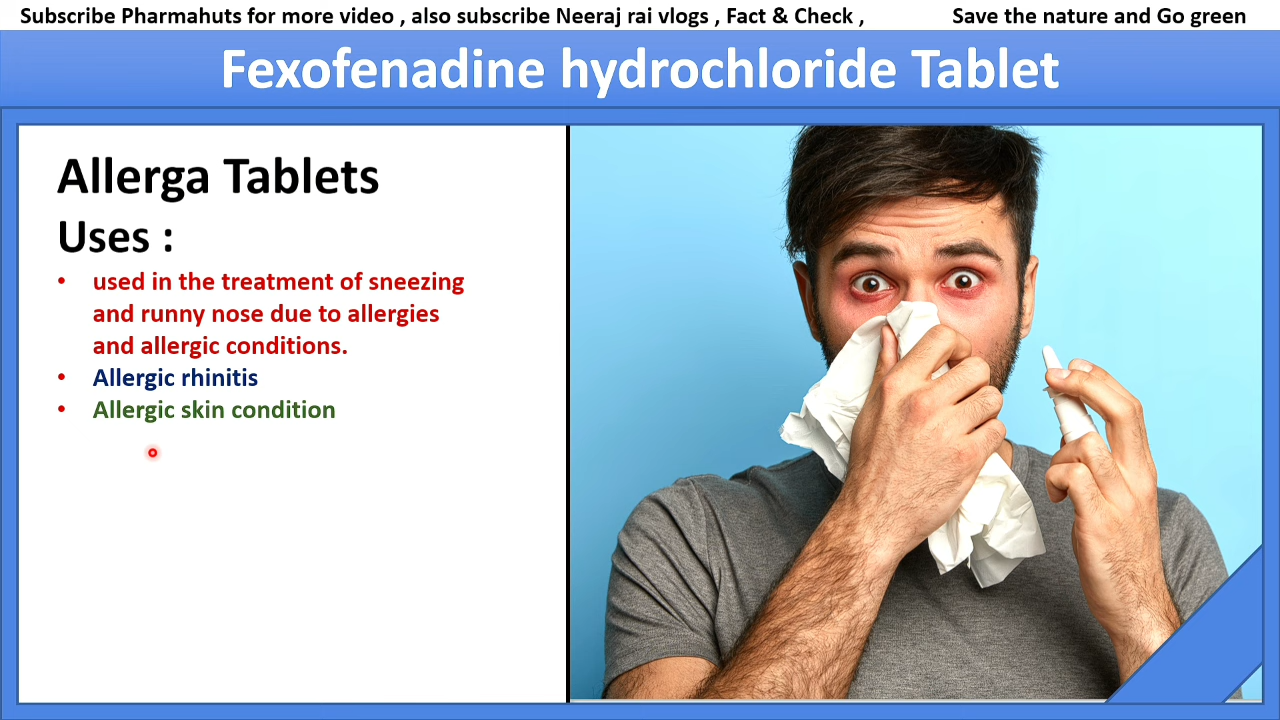 Subscribe Pharmahuts for more video , also subscribe Neeraj rai vlogs , Fact & Check , Save the nature and Go green
Fexofenadine hydrochloride Tablet
Allerga Tablets
Uses :
• used in the treatment of sneezing
and runny nose due to allergies
and allergic conditions.
• Allergic rhinitis
• Allergic skin condition